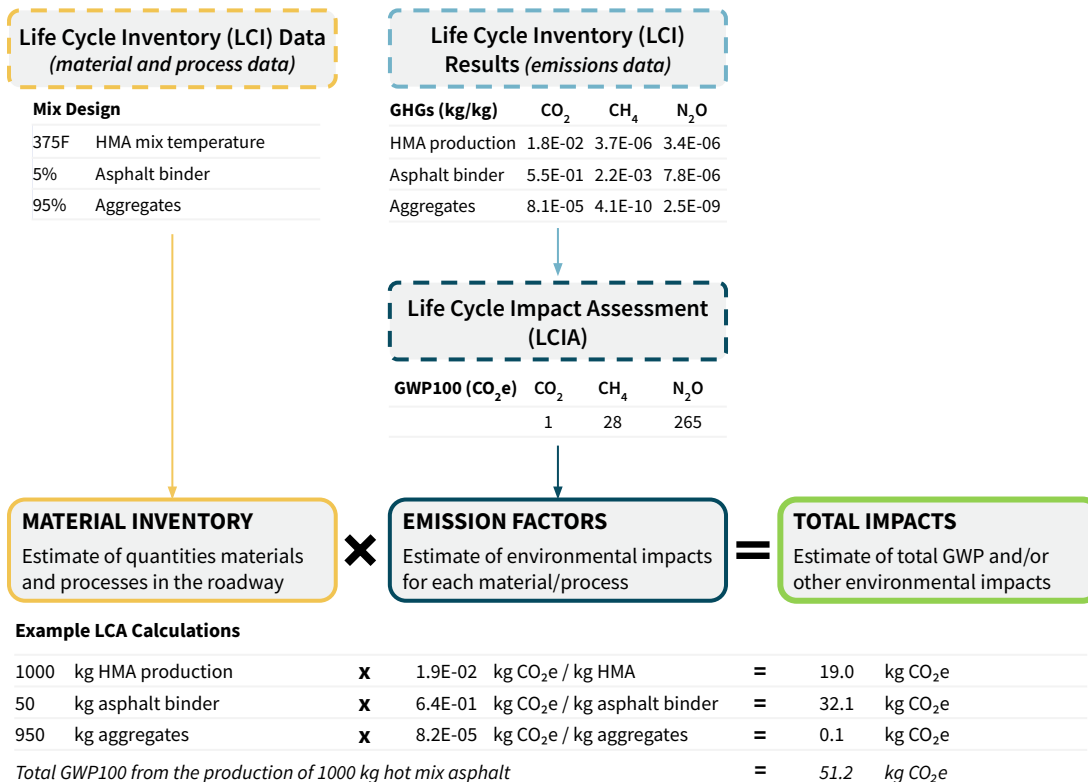 Life Cycle Inventory (LCI) Data
(material and process data)
Mix Design
375F HMA mix temperature
5% Asphalt binder
95% Aggregates
Life Cycle Inventory (LCI)
Results (emissions data)
GHGs (kg/kg) CO₂ CH₄ N₂O
HMA production 1.8E-02 3.7E-06 3.4E-06
Asphalt binder 5.5E-01 2.2E-03 7.8E-06
Aggregates 8.1E-05 4.1E-10 2.5E-09
Life Cycle Impact Assessment
(LCIA)
GWP100 (CO₂e) CO₂ CH₄ N₂O
1 28 265
MATERIAL INVENTORY
Estimate of quantities materials
and processes in the roadway
×
EMISSION FACTORS
Estimate of environmental impacts
for each material/process
=
TOTAL IMPACTS
Estimate of total GWP and/or
other environmental impacts
Example LCA Calculations
1000 kg HMA production x 1.9E-02 kg CO₂e / kg HMA = 19.0 kg CO₂e
50 kg asphalt binder x 6.4E-01 kg CO₂e / kg asphalt binder = 32.1 kg CO₂e
950 kg aggregates x 8.2E-05 kg CO₂e / kg aggregates = 0.1 kg CO₂e
Total GWP100 from the production of 1000 kg hot mix asphalt = 51.2 kg CO₂e